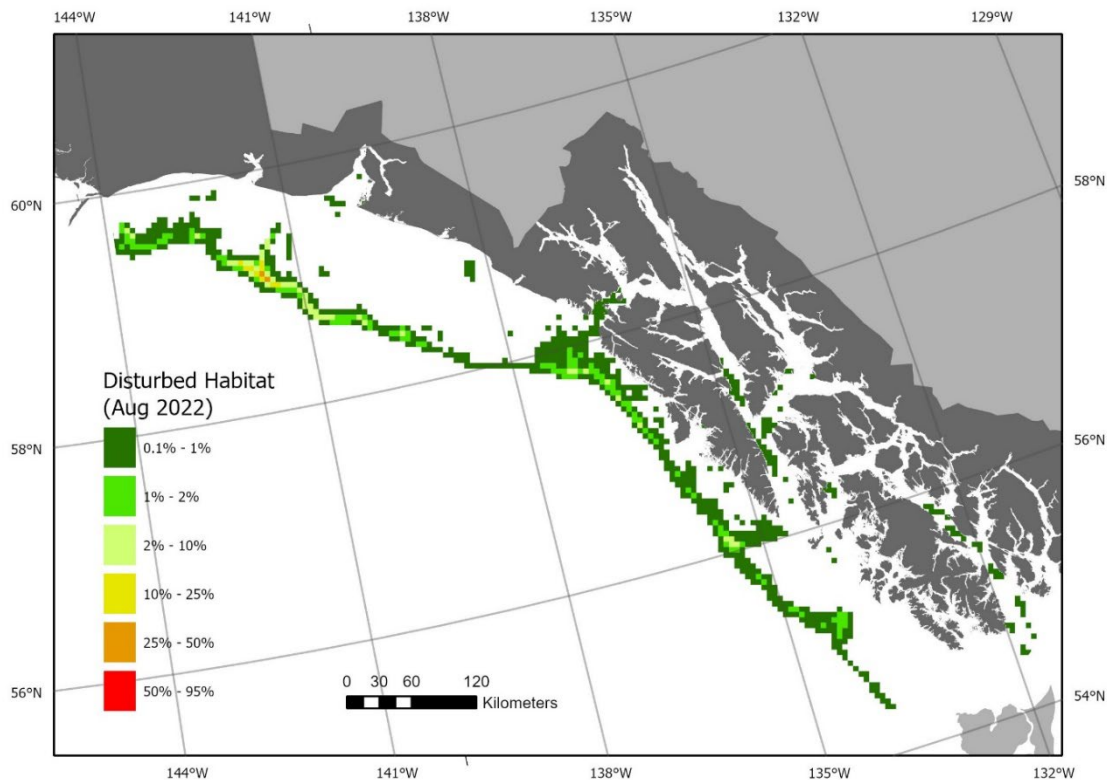 144°W 141°W 138°W 135°W 132°W 129°W
60°N
58°N
58°N
56°N
56°N
54°N
Disturbed Habitat
(Aug 2022)
0.1% - 1%
1% - 2%
2% - 10%
10% - 25%
25% - 50%
50% - 95%
0 30 60 120
Kilometers
144°W 141°W 138°W 135°W 132°W